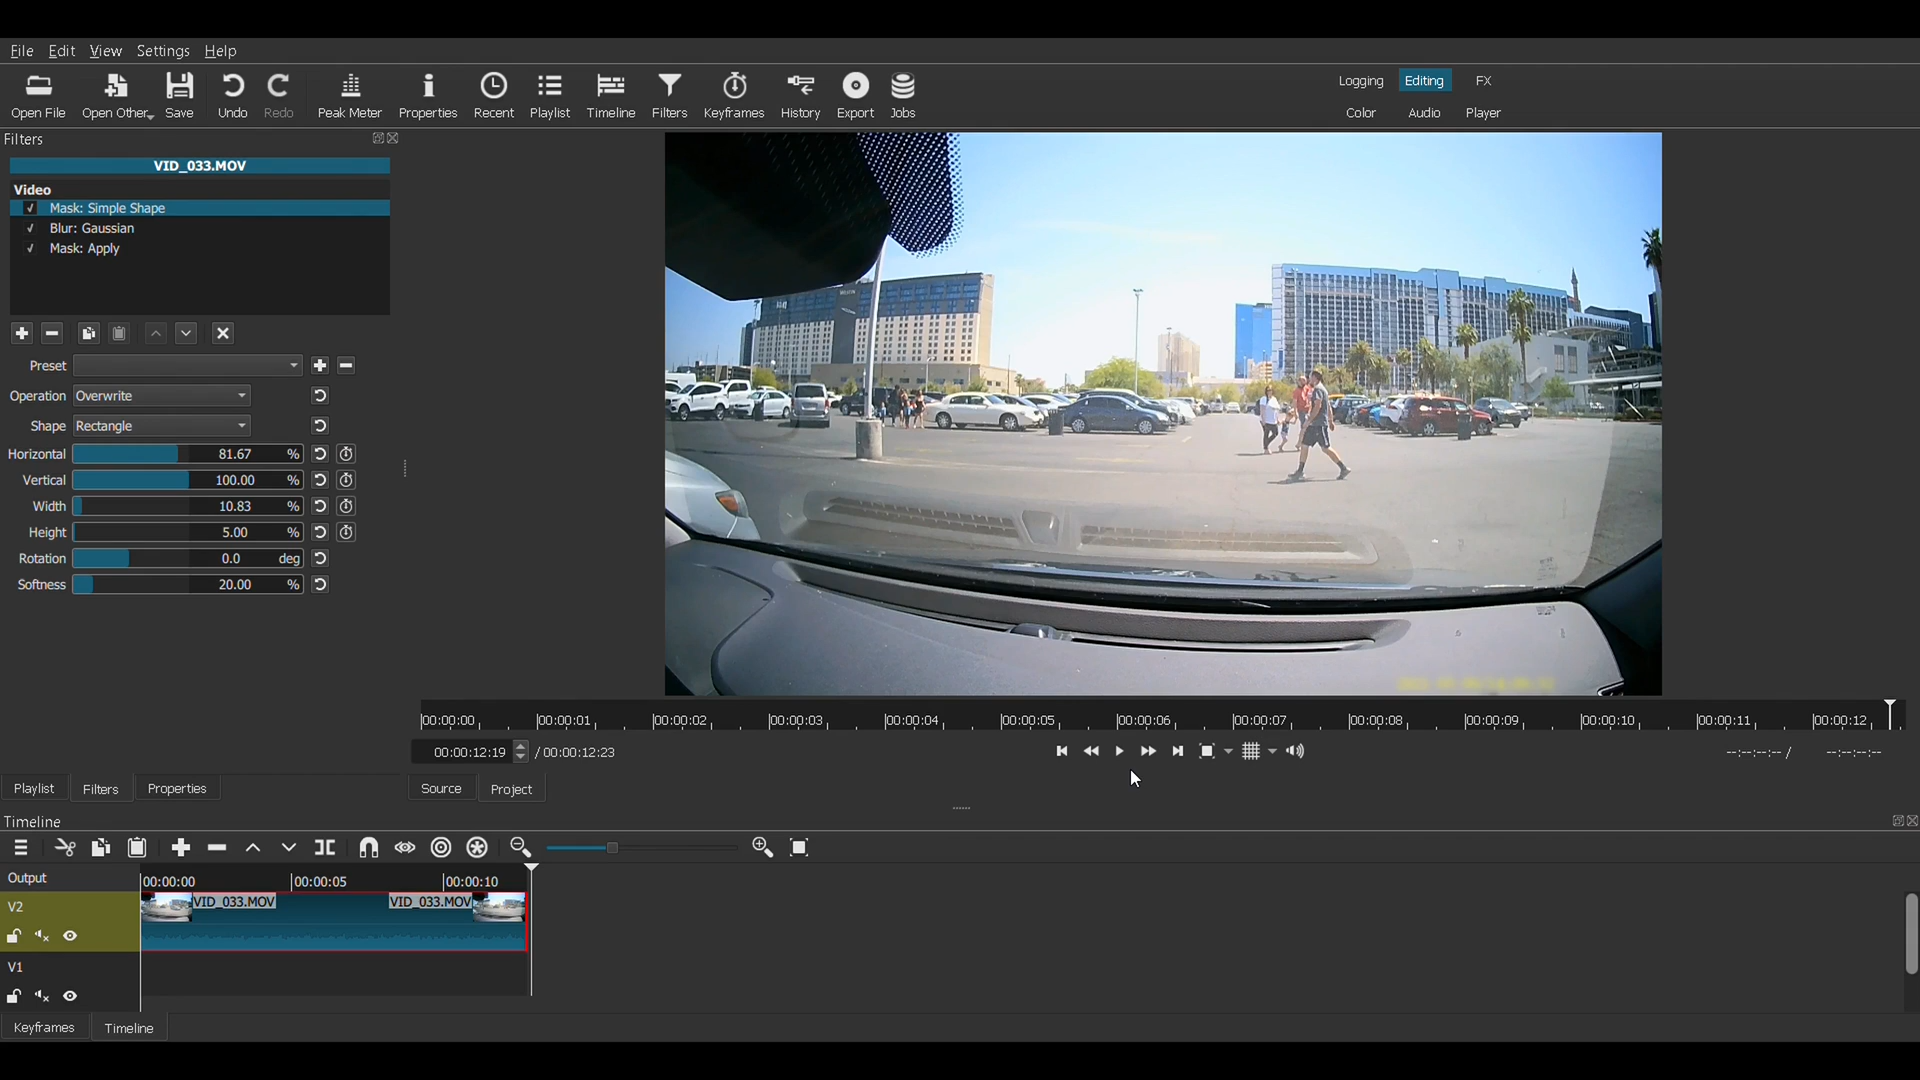 File Edit View Settings Help
Open File Open Other Save Undo Redo Peak Meter Properties Recent Playlist Timeline Filters Keyframes History Export Jobs
Logging Editing FX
Color Audio Player
Filters
VID_033.MOV
Video
Mask: Simple Shape
Blur: Gaussian
Mask: Apply
Preset
Operation Overwrite
Shape Rectangle
Horizontal 81.67 %
Vertical 100.00 %
Width 10.83 %
Height 5.00 %
Rotation 0.0 deg
Softness 20.00 %
00:00:00 00:00:01 00:00:02 00:00:03 00:00:04 00:00:05 00:00:06 00:00:07 00:00:08 00:00:09 00:00:10 00:00:11 00:00:12
00:00:12:19 / 00:00:12:23 --:--:--:-- / --:--:--:--
Playlist Filters Properties Source Project
Timeline
Output 00:00:00 00:00:05 00:00:10
V2 VID_033.MOV VID_033.MOV
V1
Keyframes Timeline